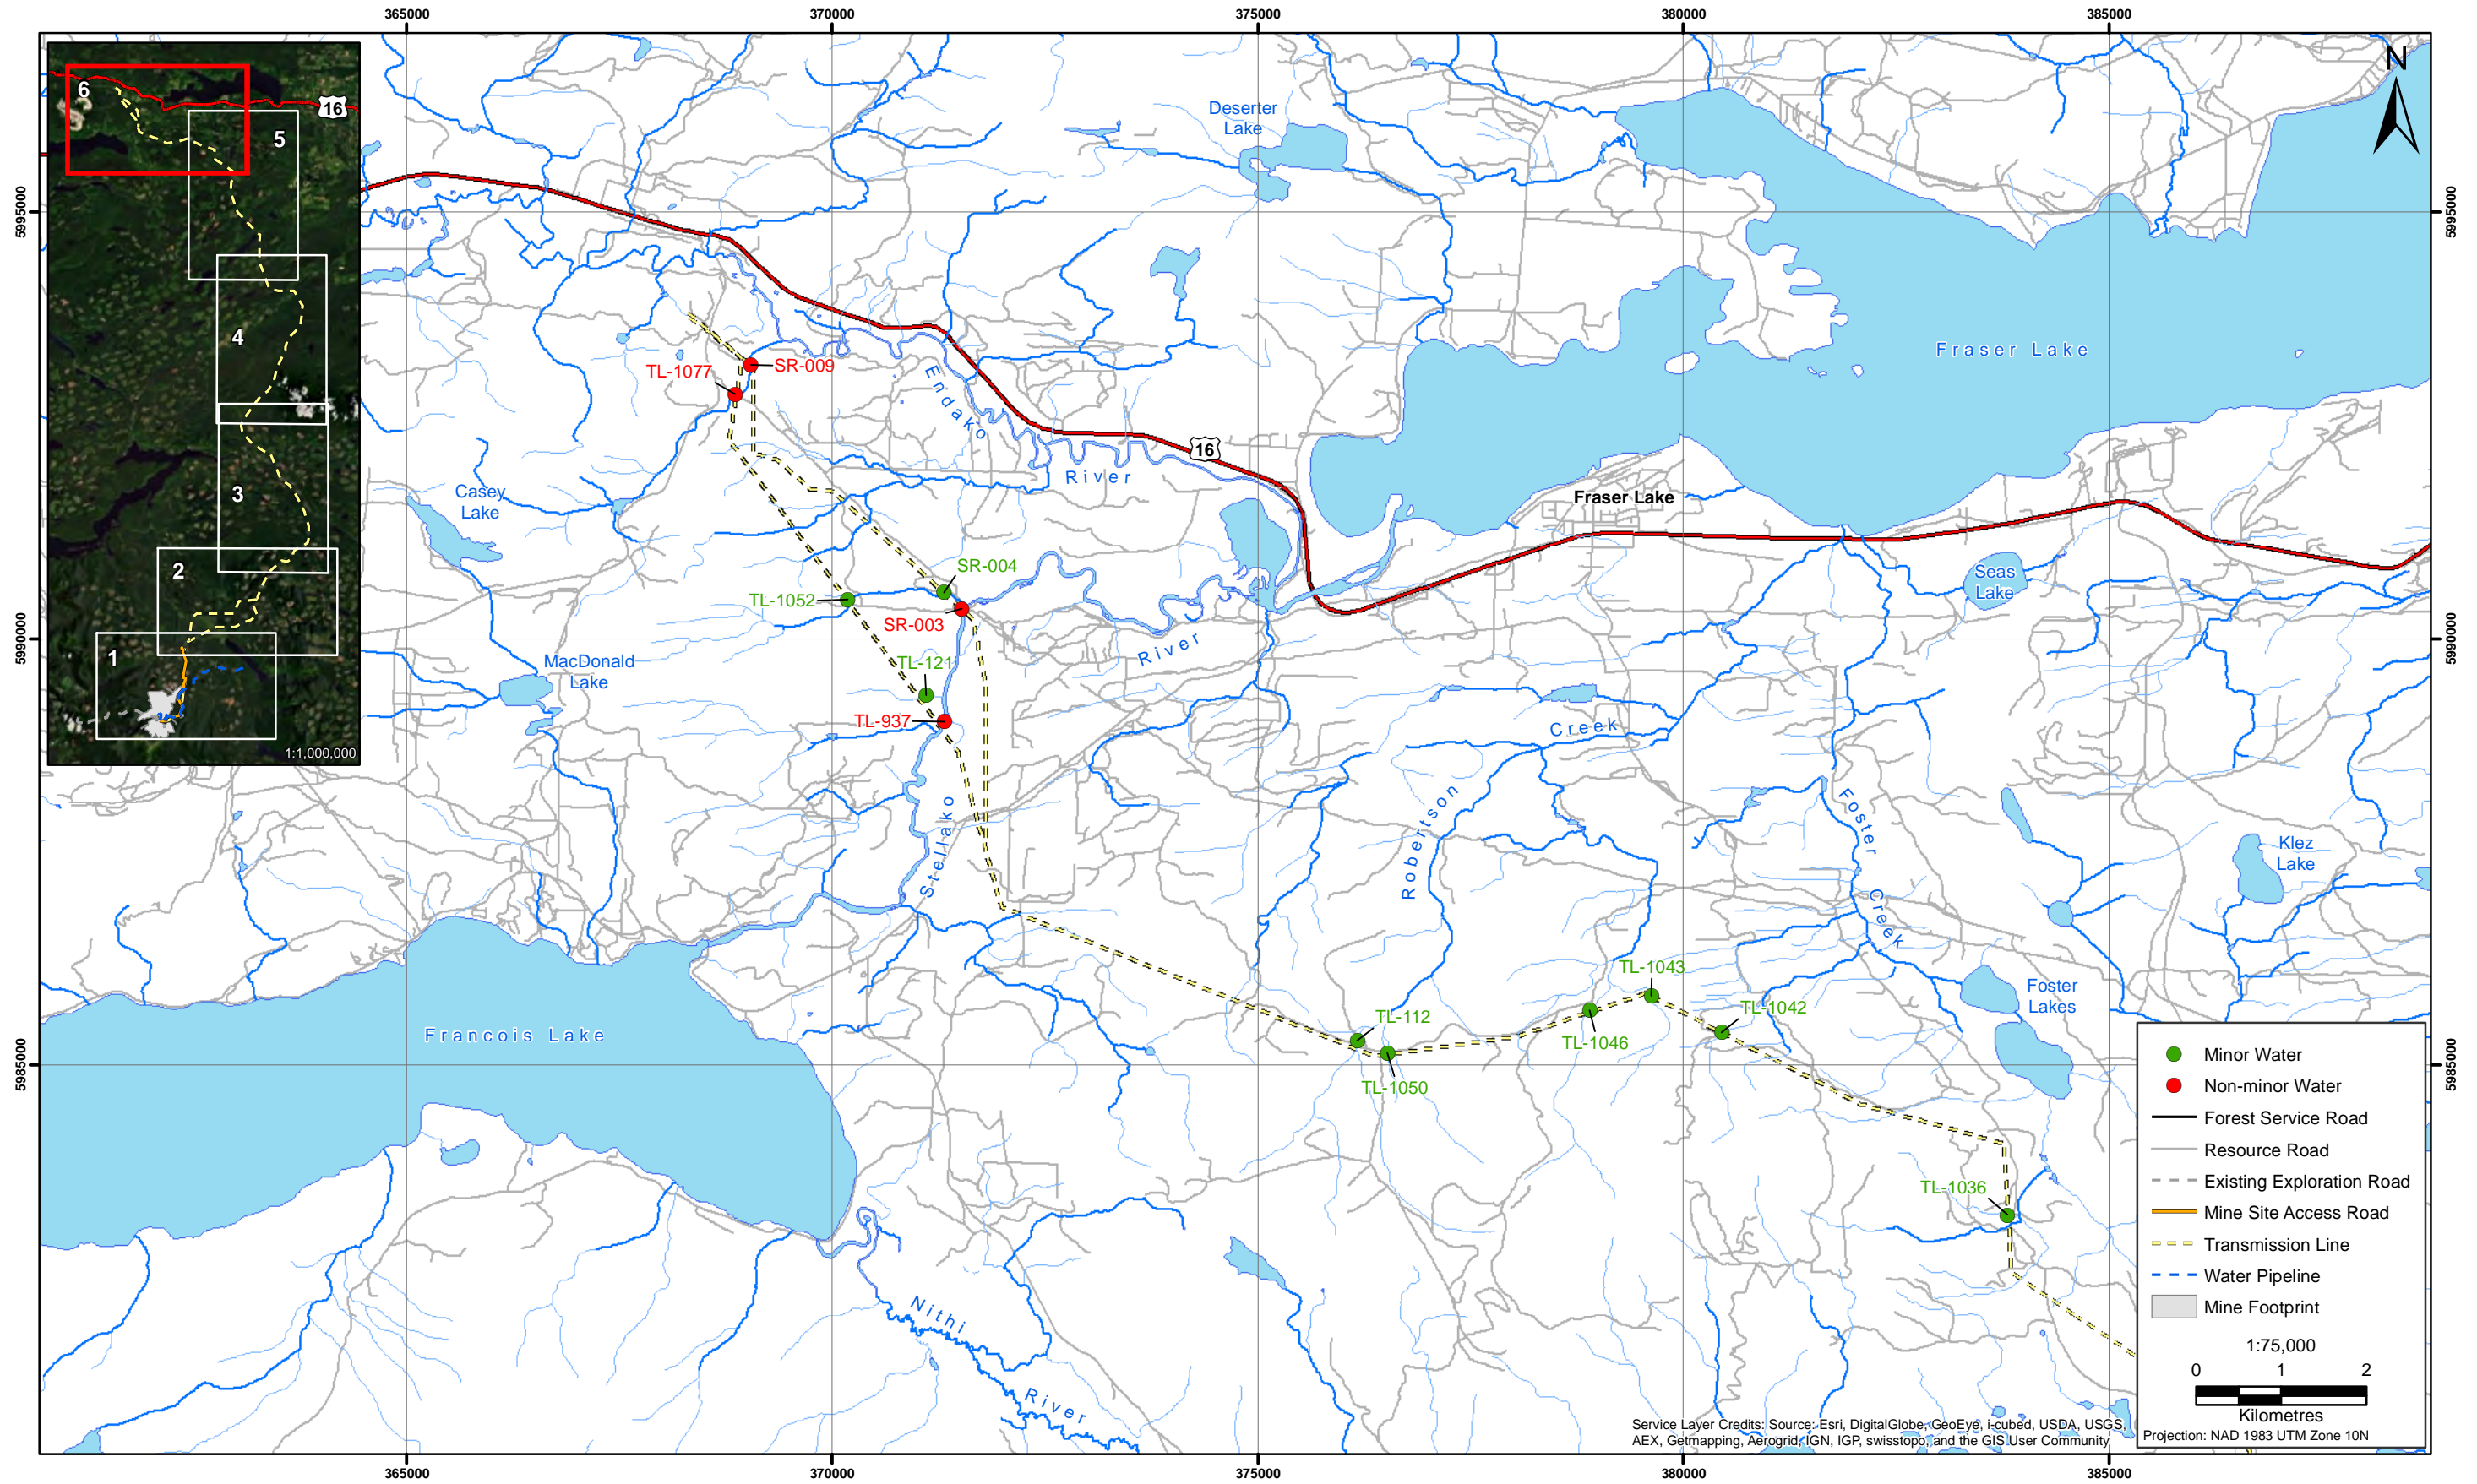 365000
370000
375000
380000
385000
N
6
16
5
4
3
2
1
1:1,000,000
5995000
5995000
5990000
5990000
5985000
5985000
Deserter
Lake
Fraser Lake
TL-1077
SR-009
Endako
River
16
Casey
Lake
Fraser Lake
SR-004
TL-1052
SR-003
Seas
Lake
River
TL-121
MacDonald
Lake
TL-937
Creek
Stellako
Robertson
Foster
Creek
Klez
Lake
TL-1043
Foster
Lakes
TL-1042
TL-112
TL-1046
TL-1050
Francois Lake
TL-1036
Nithi
River
Minor Water
Non-minor Water
Forest Service Road
Resource Road
Existing Exploration Road
Mine Site Access Road
Transmission Line
Water Pipeline
Mine Footprint
1:75,000
0 1 2
Kilometres
Projection: NAD 1983 UTM Zone 10N
Service Layer Credits: Source: Esri, DigitalGlobe, GeoEye, i-cubed, USDA, USGS,
AEX, Getmapping, Aerogrid, IGN, IGP, swisstopo, and the GIS User Community
365000
370000
375000
380000
385000